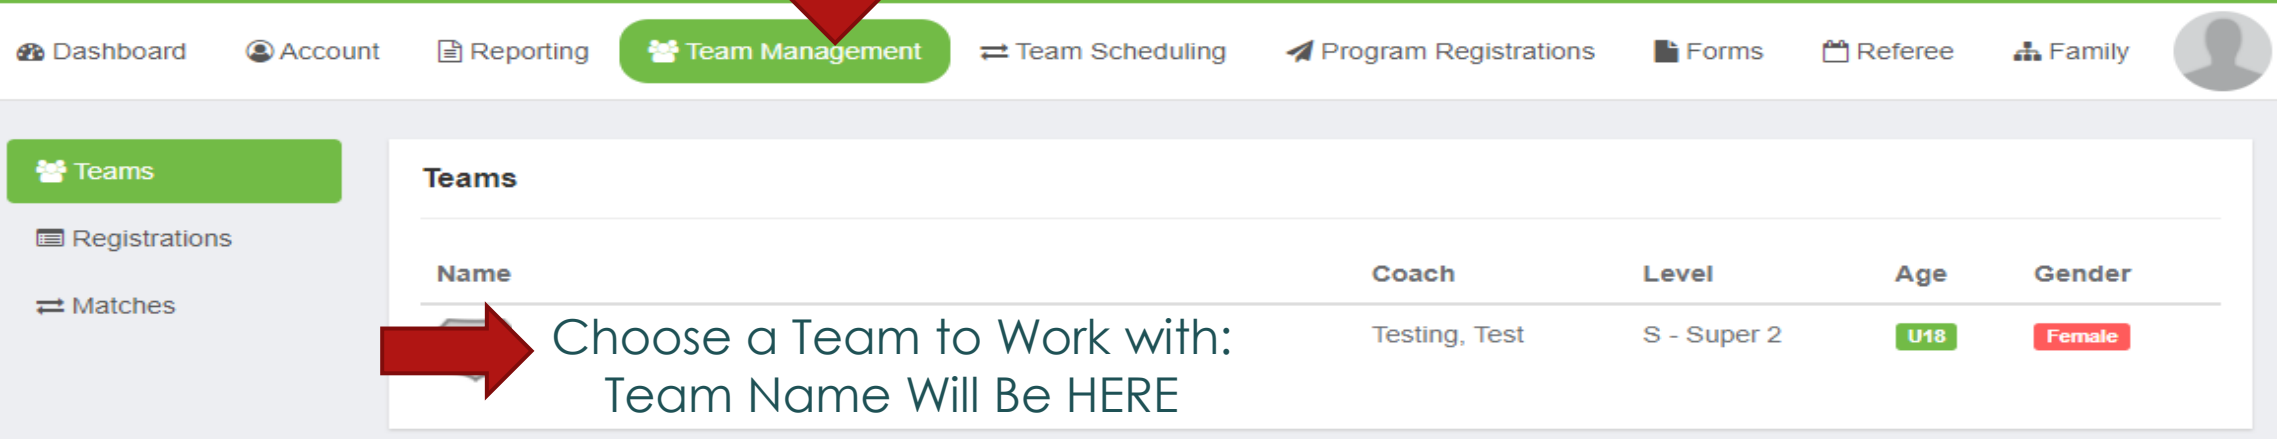 Dashboard Account Reporting Team Management Team Scheduling Program Registrations Forms Referee Family
Teams
Registrations
Matches
Teams
Name Coach Level Age Gender
Choose a Team to Work with:
Team Name Will Be HERE
Testing, Test S - Super 2 U18 Female